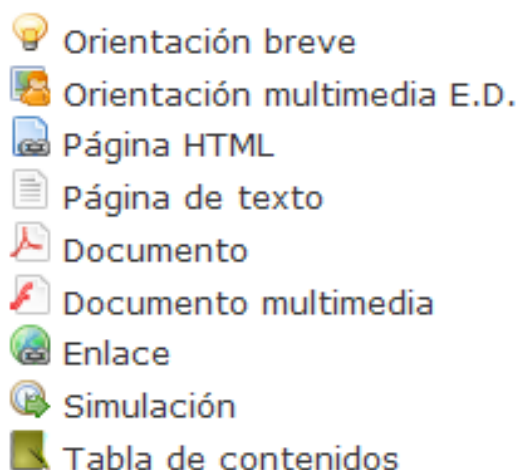 Orientación breve
Orientación multimedia E.D.
Página HTML
Página de texto
Documento
Documento multimedia
Enlace
Simulación
Tabla de contenidos